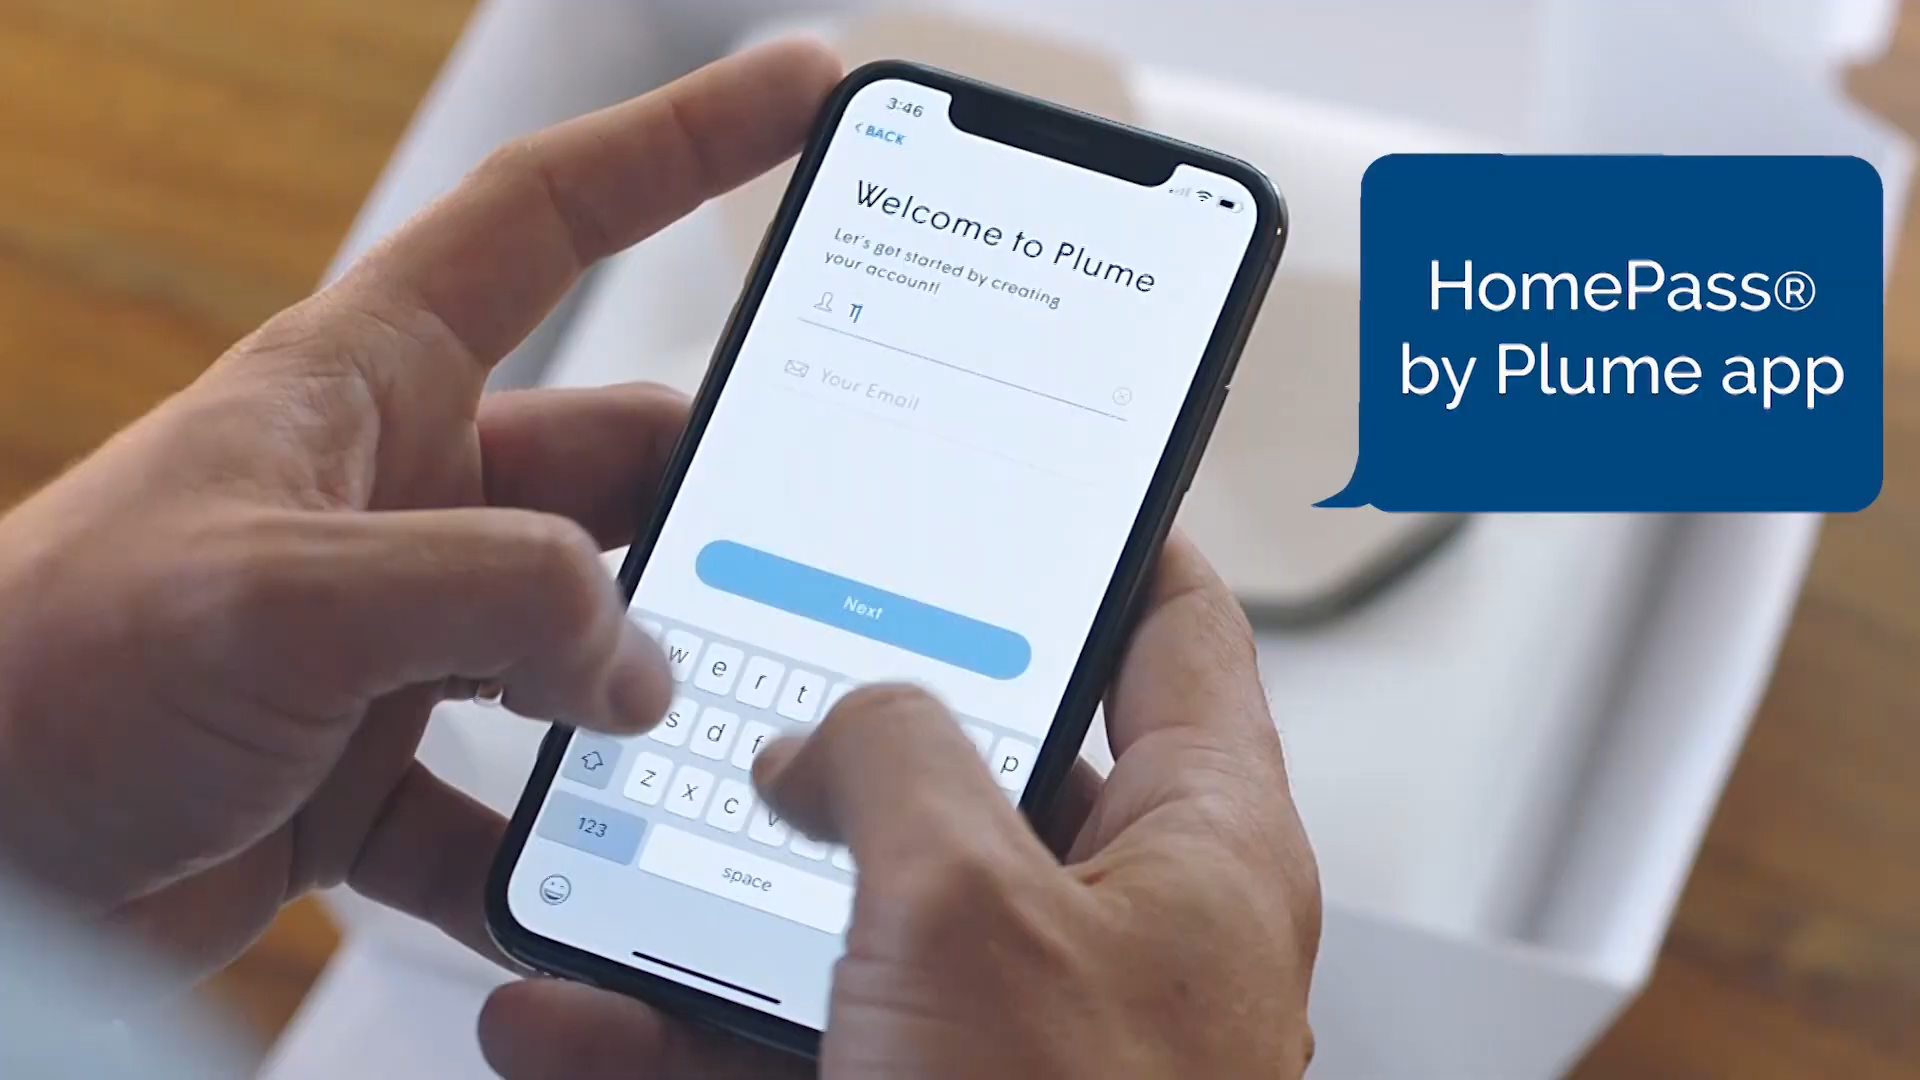 3:46
< BACK
Welcome to Plume
Let's get started by creating
your account!
T
Your Email
Next
w e r t p
s d f
z x c v
123
space
HomePass®
by Plume app